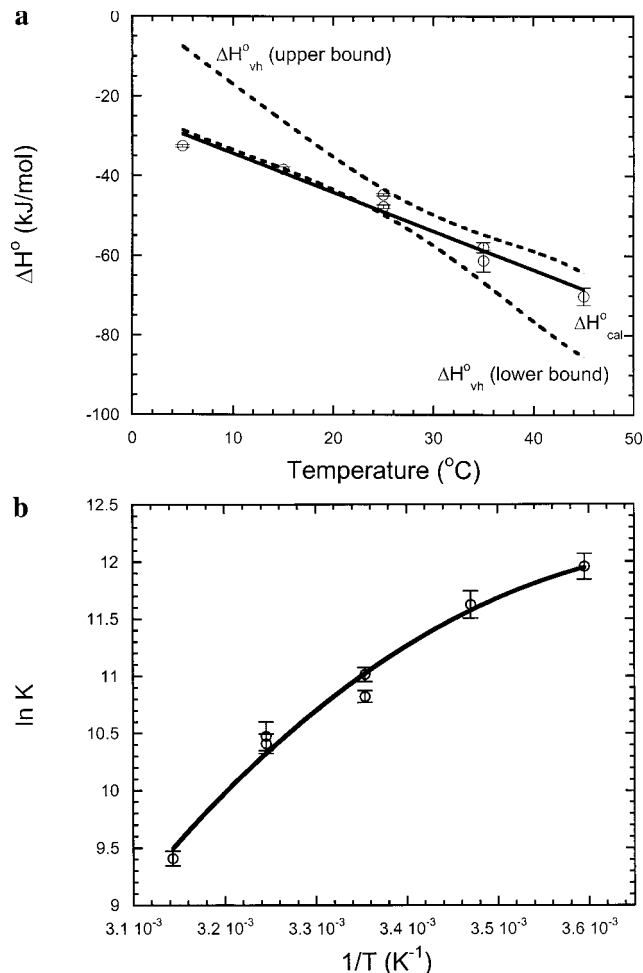 a
0
-20
-40
-60
-80
-100
ΔH° (kJ/mol)
ΔH°vh (upper bound)
ΔH°cal
ΔH°vh (lower bound)
0 10 20 30 40 50
Temperature (°C)
b
12.5
12
11.5
11
10.5
10
9.5
9
ln K
3.1 10⁻³ 3.2 10⁻³ 3.3 10⁻³ 3.4 10⁻³ 3.5 10⁻³ 3.6 10⁻³
1/T (K⁻¹)